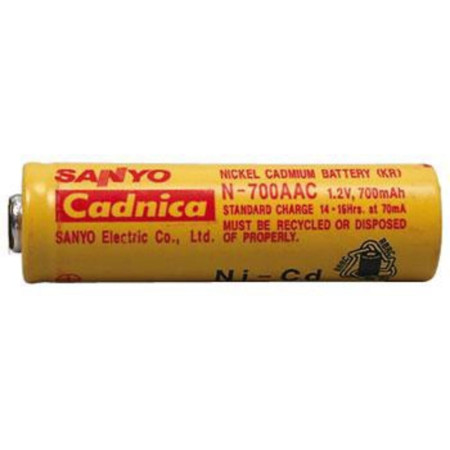 SANYO
Cadnica
SANYO Electric Co., Ltd.
NICKEL CADMIUM BATTERY (KR)
N-700AAC 1.2V, 700mAh
STANDARD CHARGE 14-16Hrs. at 70mA
MUST BE RECYCLED OR DISPOSED
OF PROPERLY.
Ni-Cd